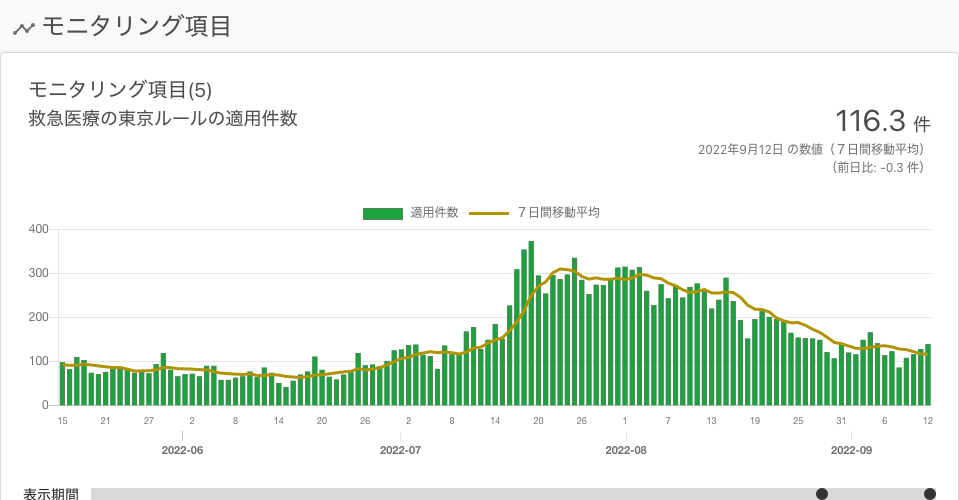 モニタリング項目
モニタリング項目(5)
救急医療の東京ルールの適用件数
116.3 件
2022年9月12日 の数値（７日間移動平均）
（前日比: -0.3 件）
適用件数 ７日間移動平均
400
300
200
100
0
15 21 27 2 8 14 20 26 2 8 14 20 26 1 7 13 19 25 31 6 12
2022-06 2022-07 2022-08 2022-09
表示期間